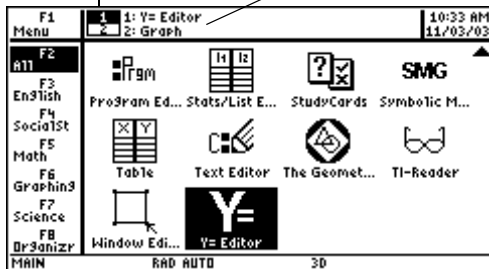 F1 Menu
1 1: Y= Editor
2 2: Graph
10:33 AM
11/03/03
F2 All
F3 English
F4 SocialSt
F5 Math
F6 Graphing
F7 Science
F8 Organizr
Prgm
Program Ed...
l1 l2
Stats/List E...
StudyCards
SMG
Symbolic M...
X Y
Table
C:
Text Editor
The Geomet...
TI-Reader
Window Edi...
Y=
Y= Editor
MAIN RAD AUTO 3D